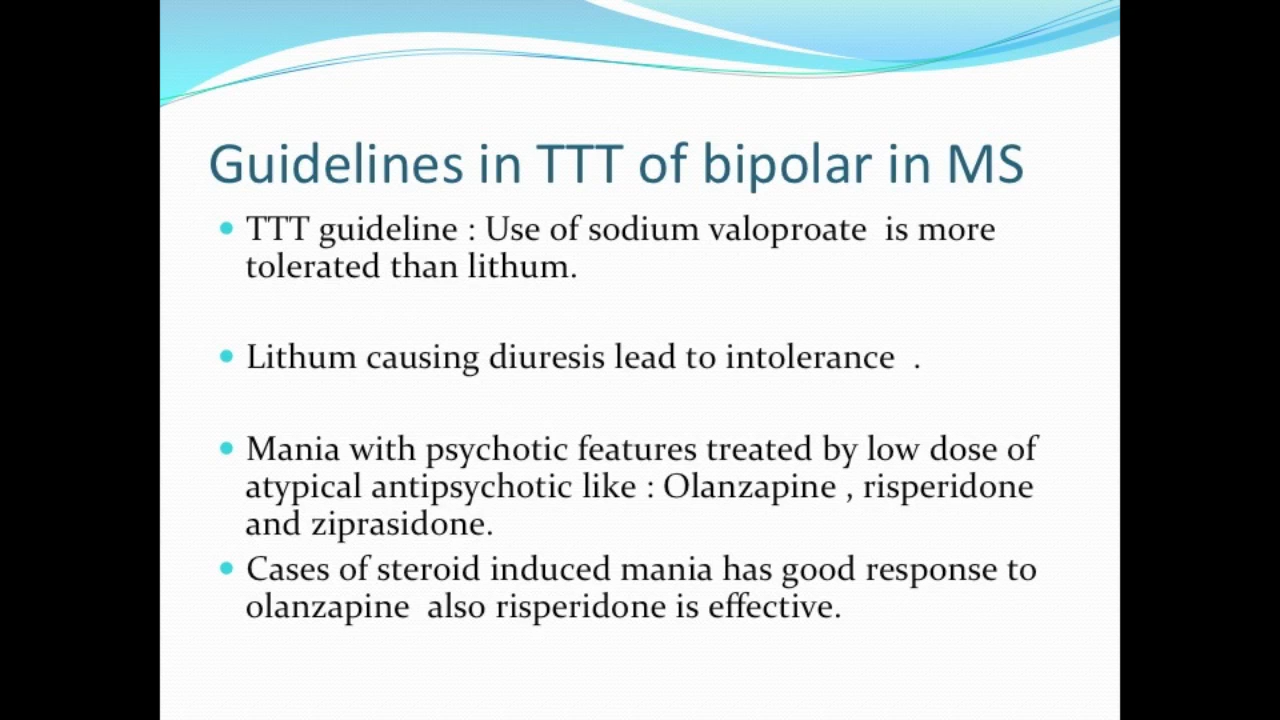 Guidelines in TTT of bipolar in MS
• TTT guideline : Use of sodium valoproate  is more
tolerated than lithum.
• Lithum causing diuresis lead to intolerance  .
• Mania with psychotic features treated by low dose of
atypical antipsychotic like : Olanzapine , risperidone
and ziprasidone.
• Cases of steroid induced mania has good response to
olanzapine  also risperidone is effective.